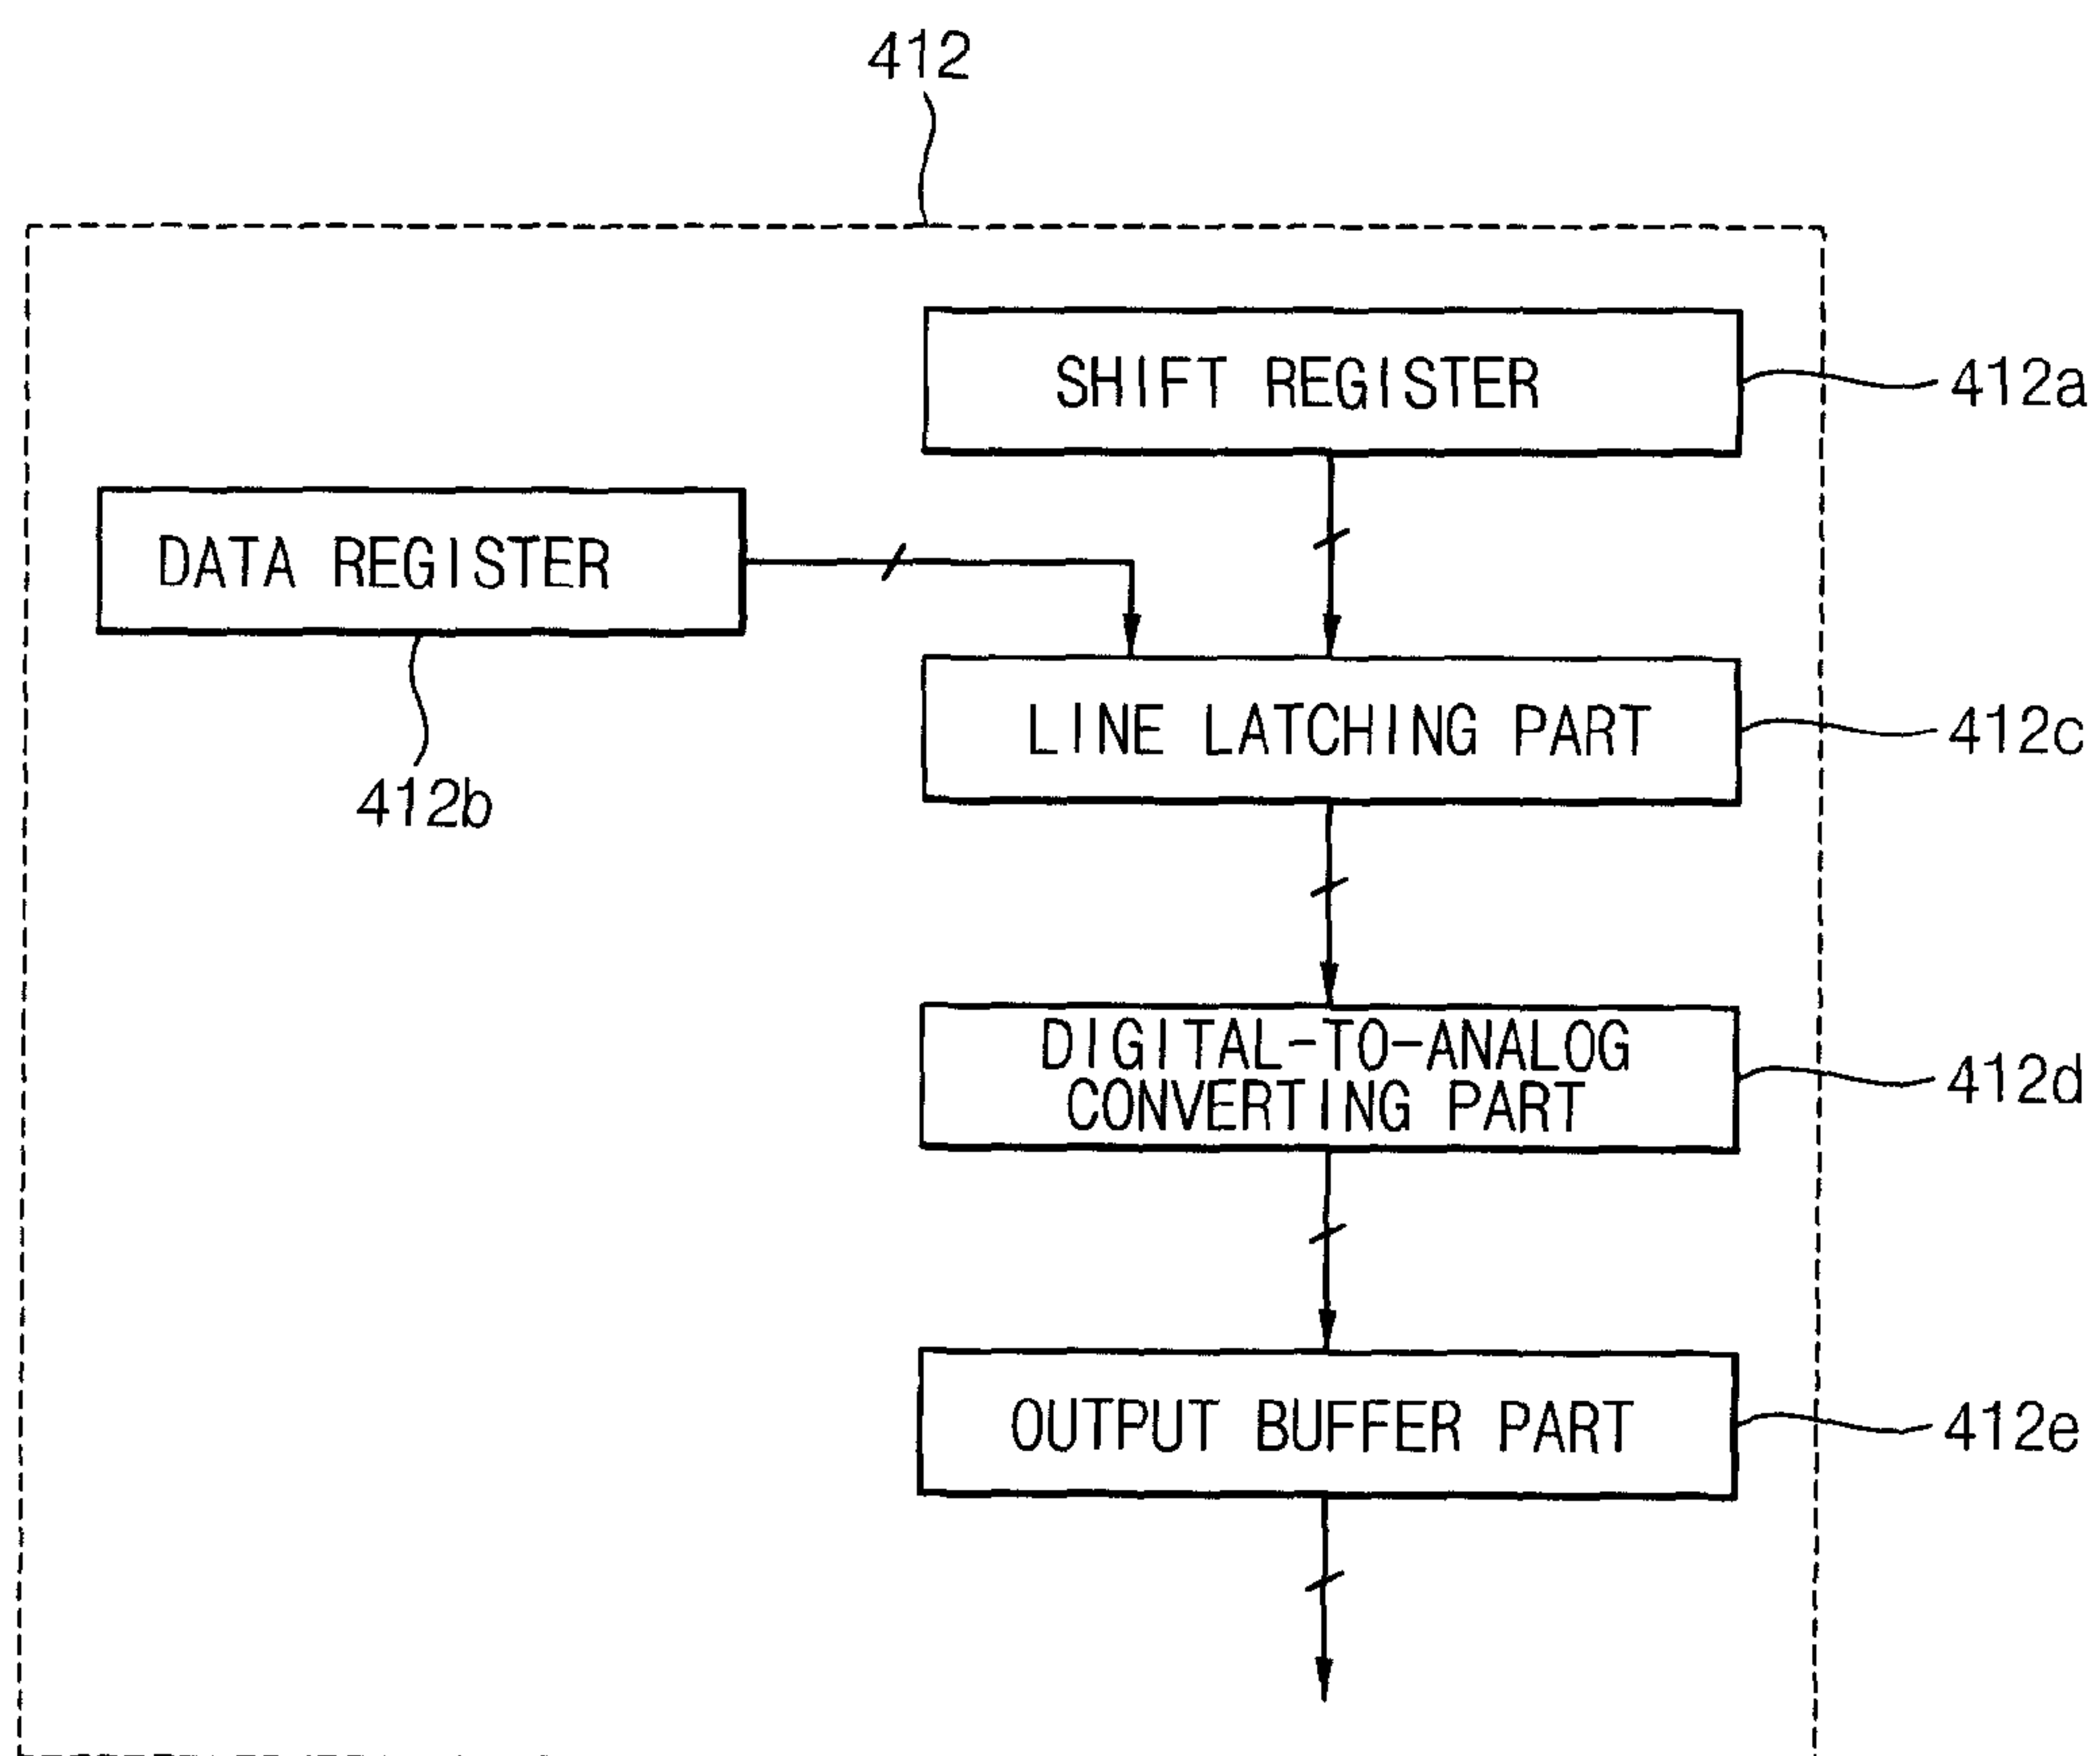 412
SHIFT REGISTER
412a
DATA REGISTER
412b
LINE LATCHING PART
412c
DIGITAL-TO-ANALOG
CONVERTING PART
412d
OUTPUT BUFFER PART
412e